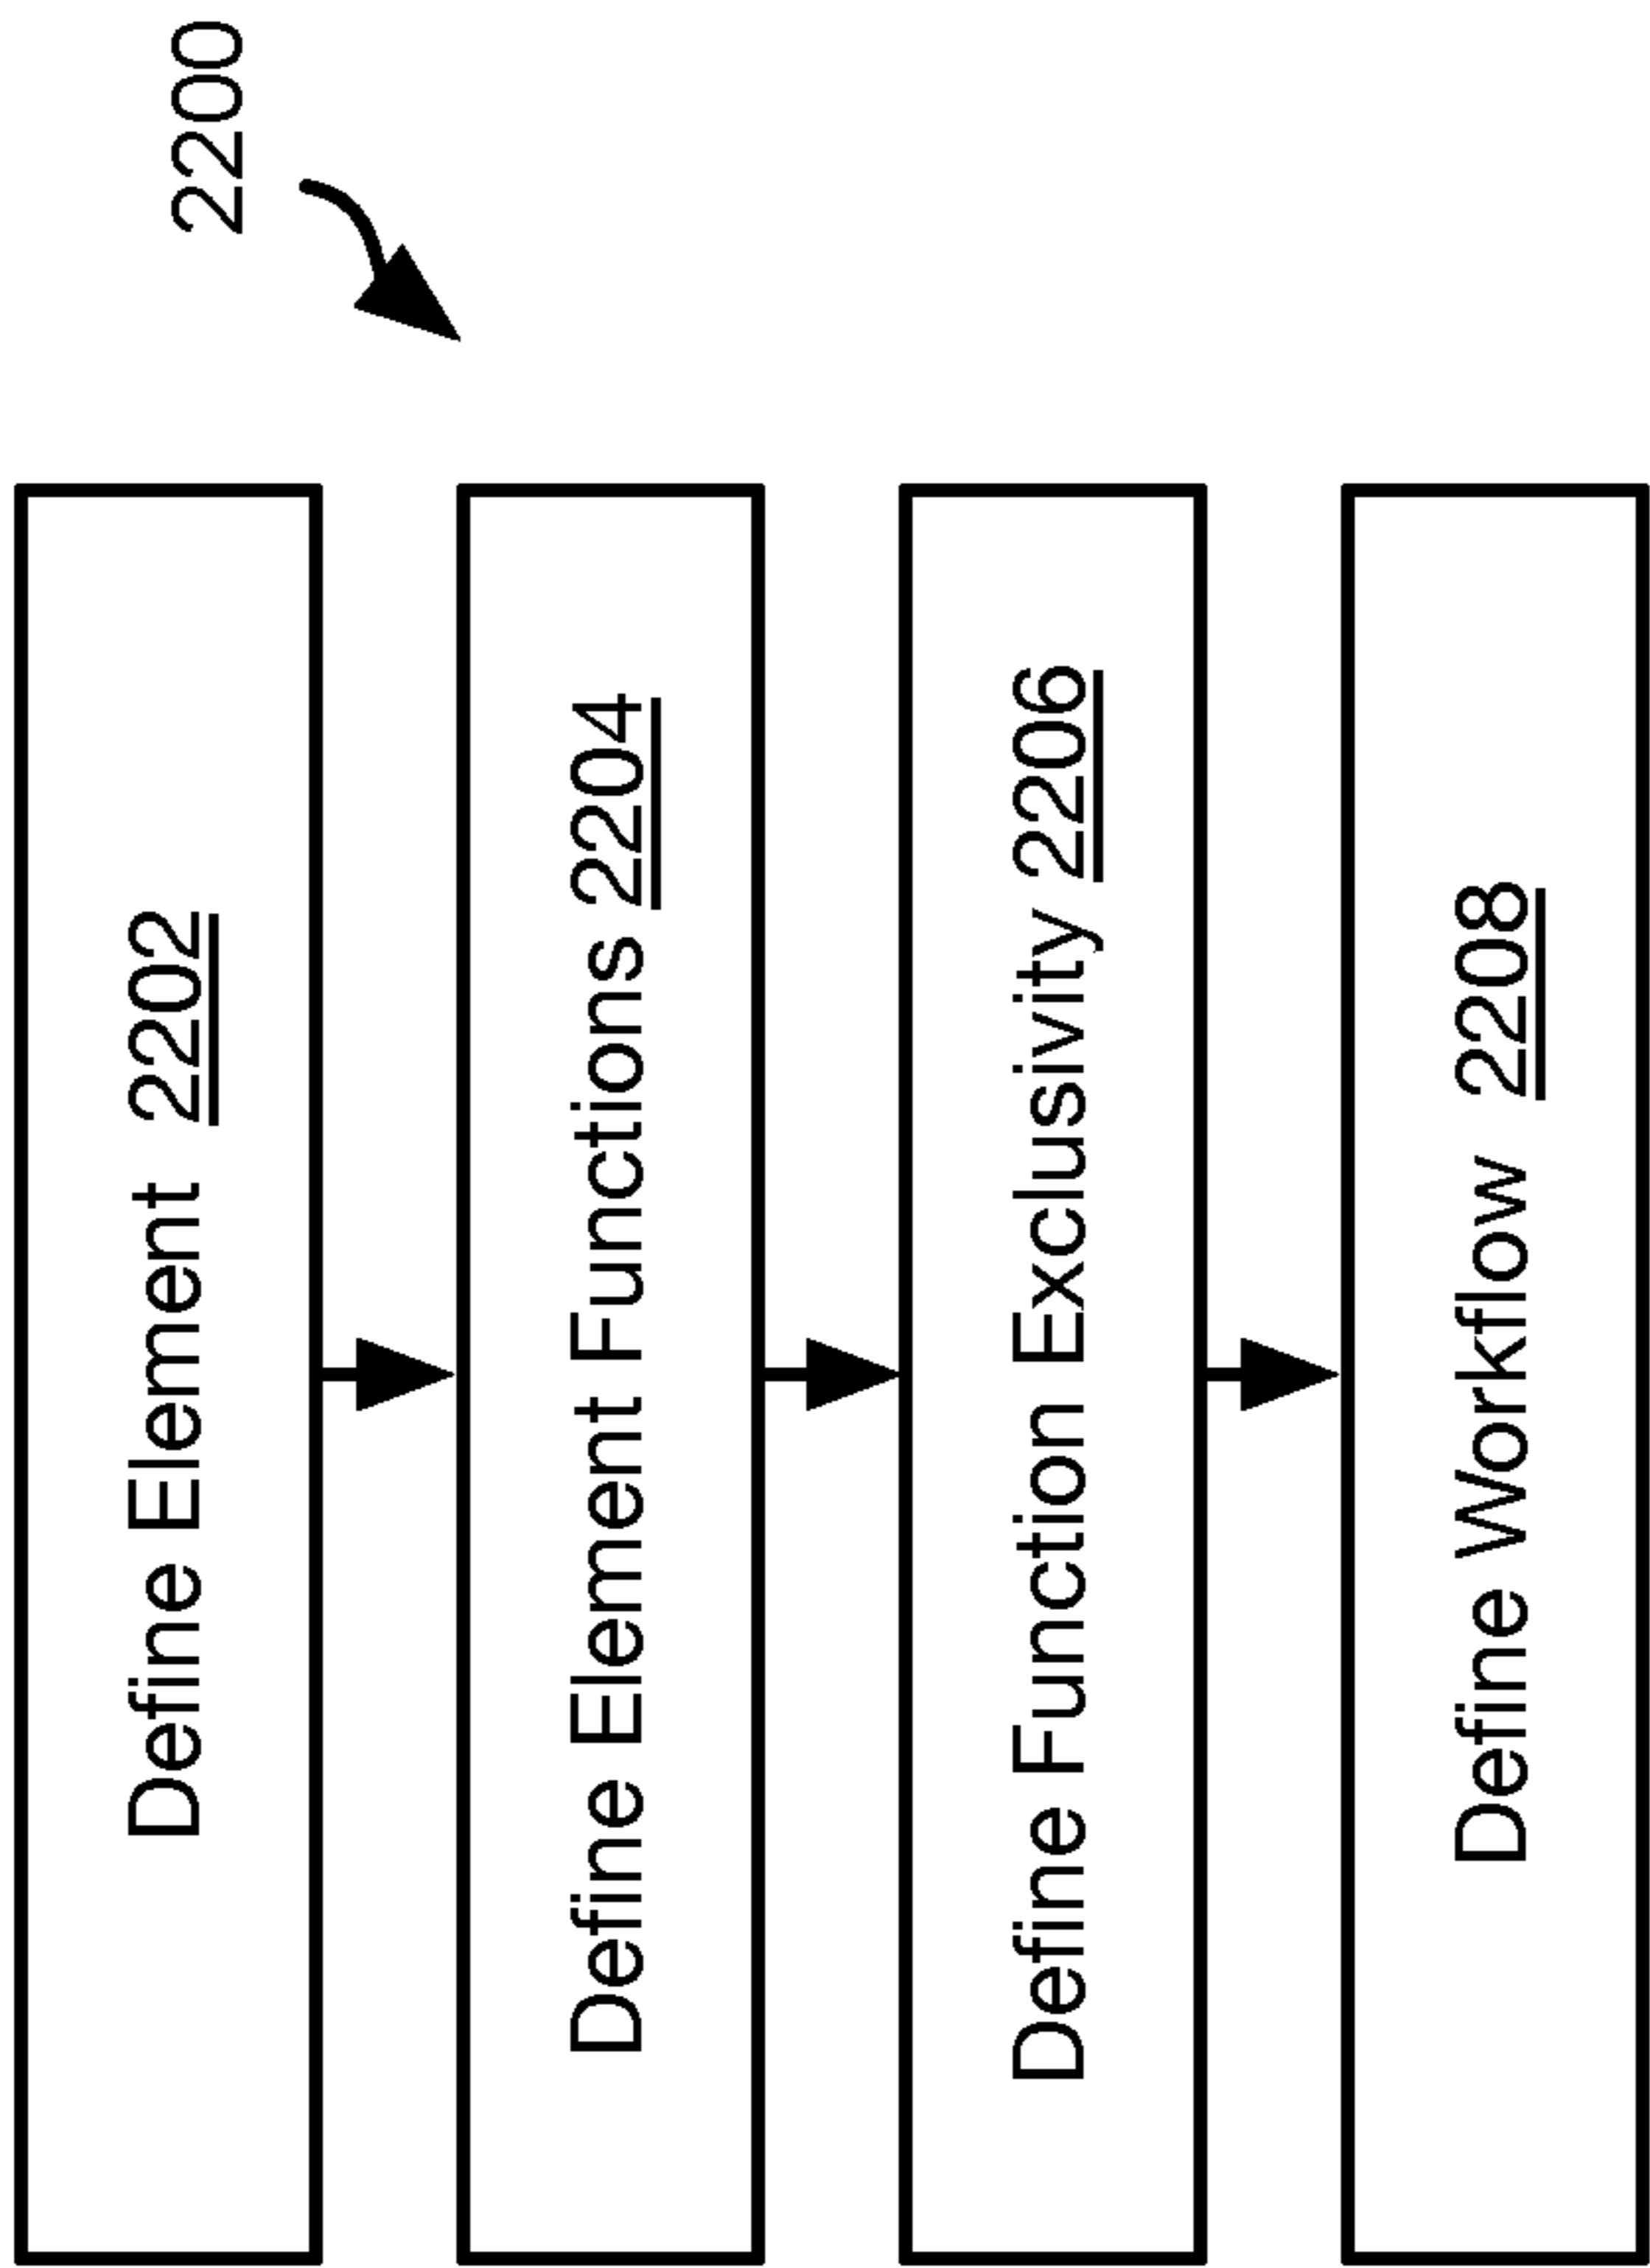 2200
Define Element 2202
Define Element Functions 2204
Define Function Exclusivity 2206
Define Workflow 2208